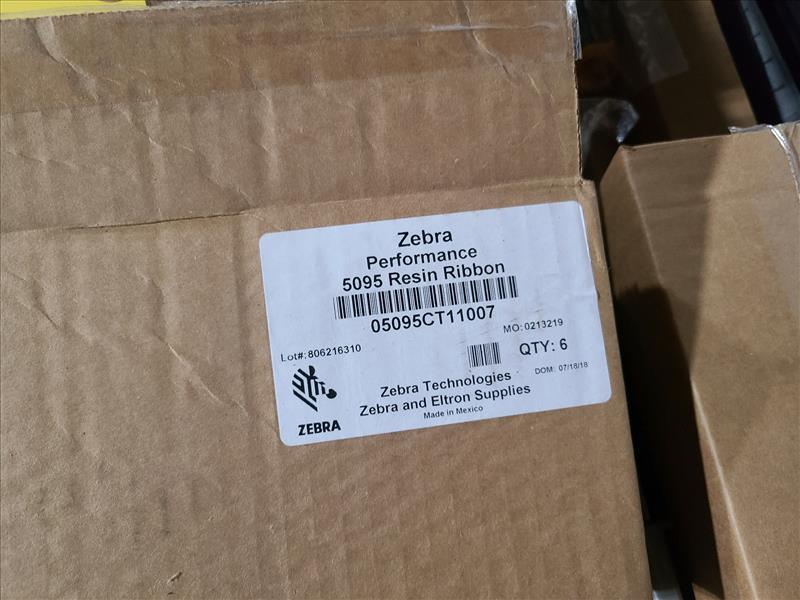 Zebra
Performance
5095 Resin Ribbon
05095CT11007
MO: 0213219
Lot#: 806216310
QTY: 6
DOM: 07/18/18
Zebra Technologies
Zebra and Eltron Supplies
Made in Mexico
ZEBRA